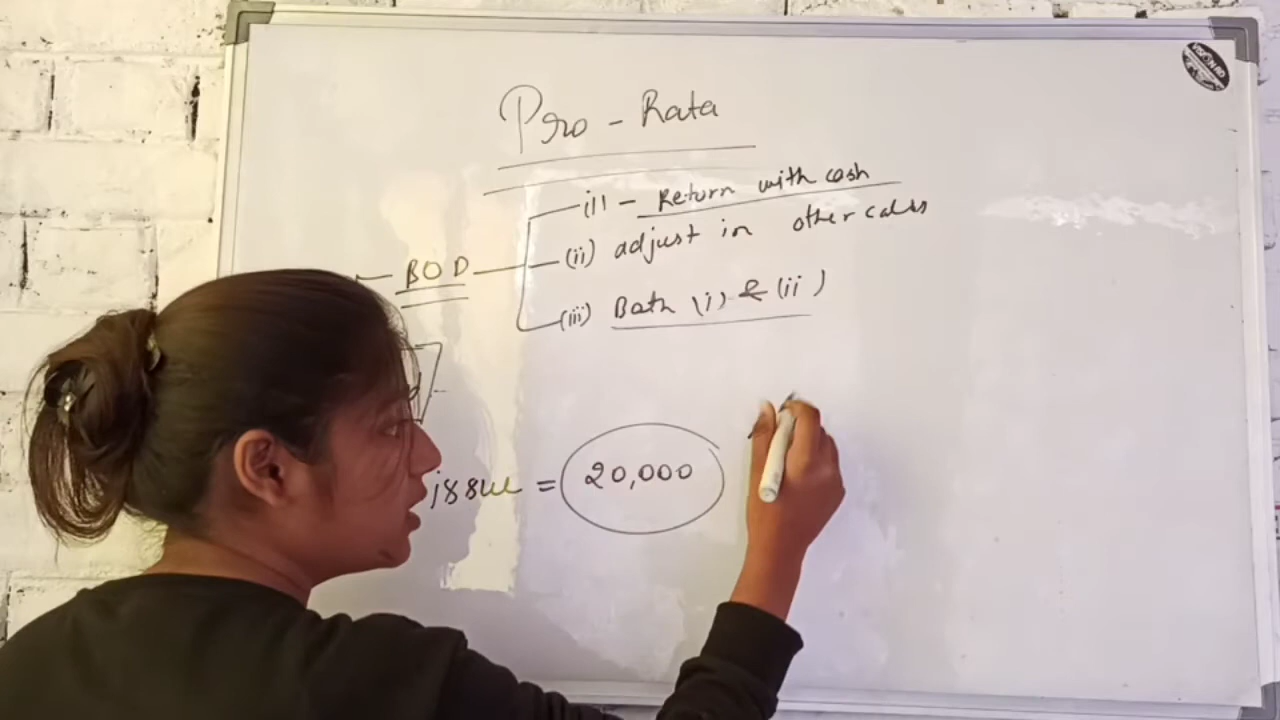 Pro - Rata
(i) - Return with cash
BOD (ii) adjust in other calls
(iii) Both (i) & (ii)
issue = 20,000